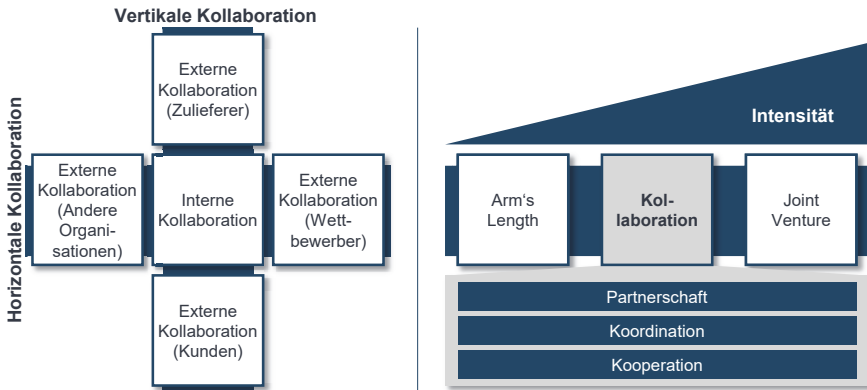 Vertikale Kollaboration
Horizontale Kollaboration
Externe
Kollaboration
(Zulieferer)
Externe
Kollaboration
(Andere
Organi-
sationen)
Interne
Kollaboration
Externe
Kollaboration
(Wett-
bewerber)
Externe
Kollaboration
(Kunden)
Intensität
Arm's
Length
Kol-
laboration
Joint
Venture
Partnerschaft
Koordination
Kooperation